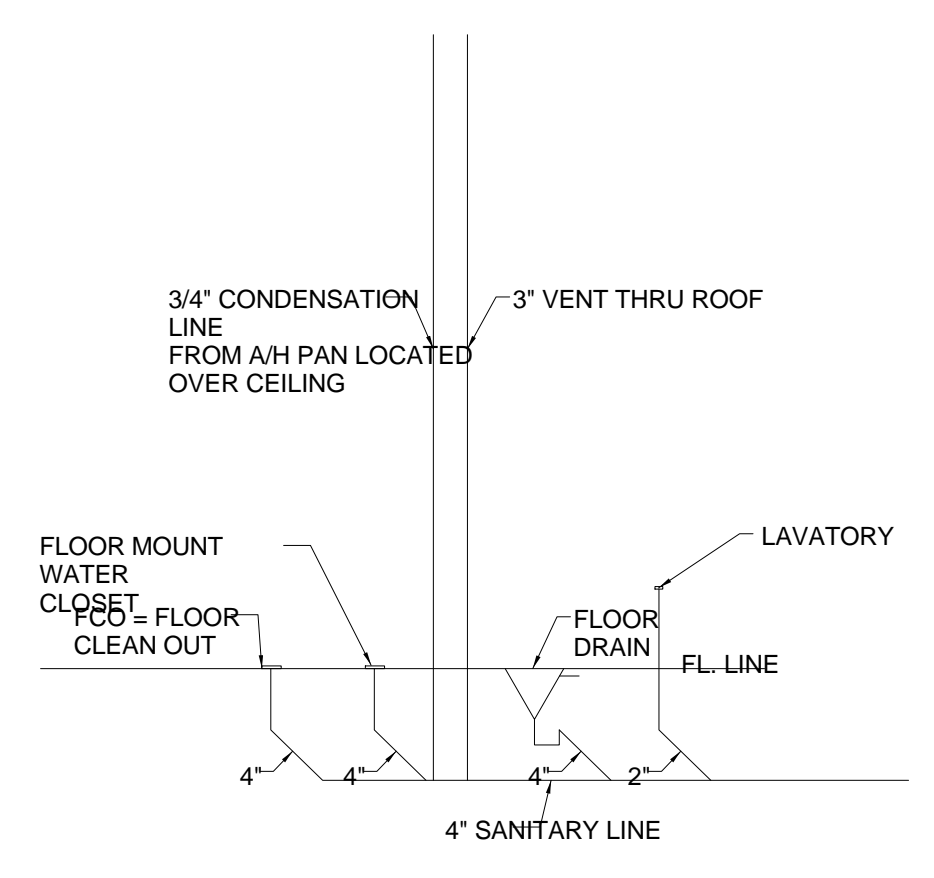 3/4" CONDENSATION
LINE
FROM A/H PAN LOCATED
OVER CEILING
3" VENT THRU ROOF
FLOOR MOUNT
WATER
CLOSET
FCO = FLOOR
CLEAN OUT
LAVATORY
FLOOR
DRAIN
FL. LINE
4"
4"
4"
2"
4" SANITARY LINE